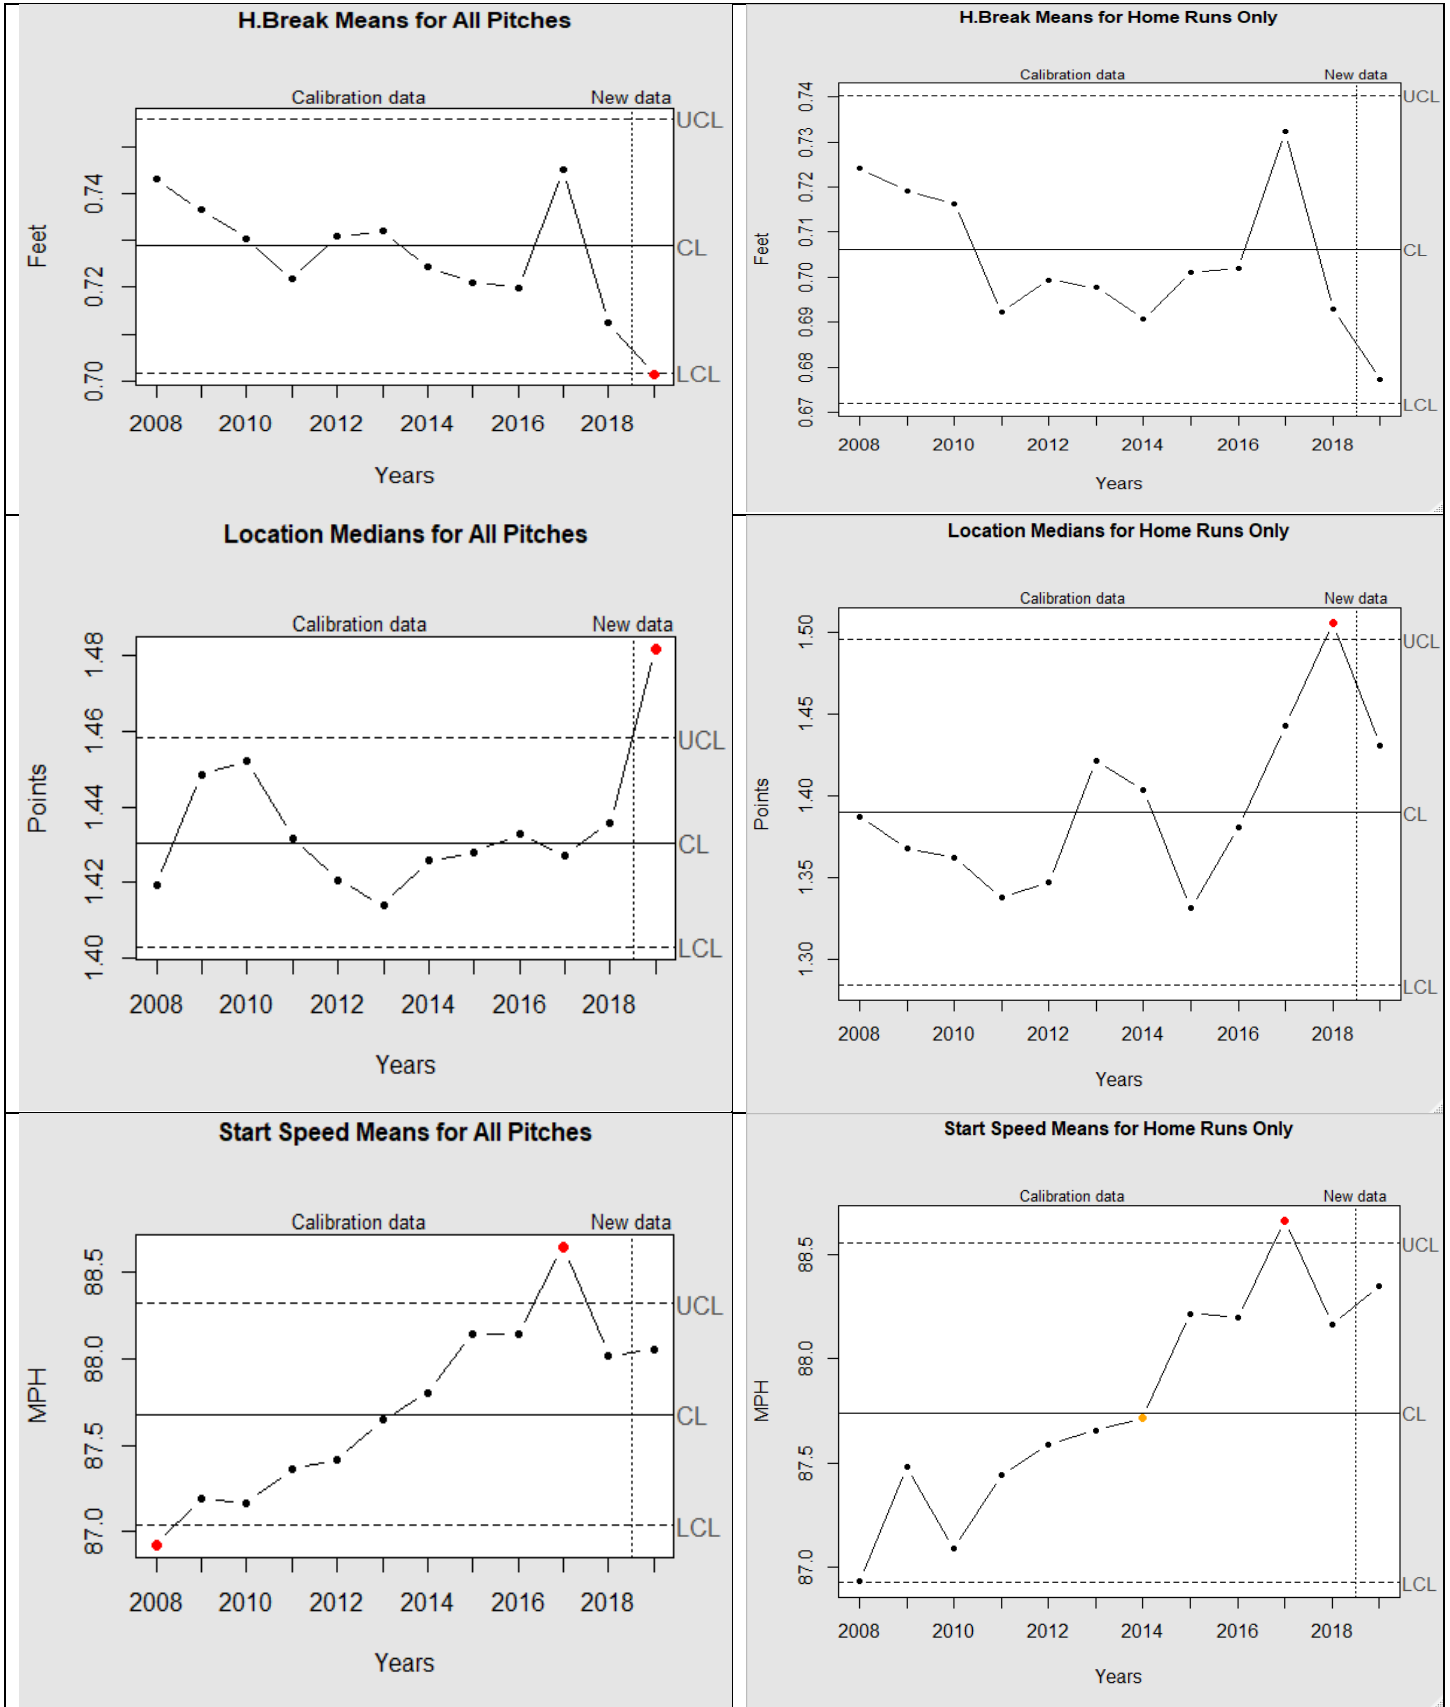 H.Break Means for All Pitches
Calibration data New data
UCL
CL
LCL
0.74
0.72
0.70
Feet
2008 2010 2012 2014 2016 2018
Years
H.Break Means for Home Runs Only
Calibration data New data
UCL
CL
LCL
0.74
0.73
0.72
0.71
0.70
0.69
0.68
0.67
Feet
2008 2010 2012 2014 2016 2018
Years
Location Medians for All Pitches
Calibration data New data
UCL
CL
LCL
1.48
1.46
1.44
1.42
1.40
Points
2008 2010 2012 2014 2016 2018
Years
Location Medians for Home Runs Only
Calibration data New data
UCL
CL
LCL
1.50
1.45
1.40
1.35
1.30
Points
2008 2010 2012 2014 2016 2018
Years
Start Speed Means for All Pitches
Calibration data New data
UCL
CL
LCL
88.5
88.0
87.5
87.0
MPH
2008 2010 2012 2014 2016 2018
Years
Start Speed Means for Home Runs Only
Calibration data New data
UCL
CL
LCL
88.5
88.0
87.5
87.0
MPH
2008 2010 2012 2014 2016 2018
Years